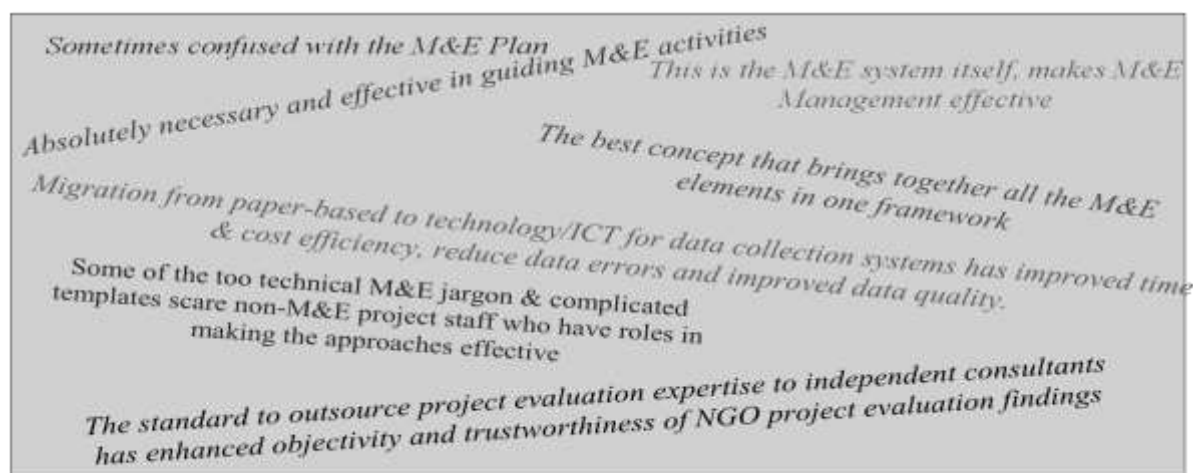 Sometimes confused with the M&E Plan
Absolutely necessary and effective in guiding M&E activities
This is the M&E system itself, makes M&E
Management effective
The best concept that brings together all the M&E
elements in one framework
Migration from paper-based to technology/ICT for data collection systems has improved time
& cost efficiency, reduce data errors and improved data quality.
Some of the too technical M&E jargon & complicated
templates scare non-M&E project staff who have roles in
making the approaches effective
The standard to outsource project evaluation expertise to independent consultants
has enhanced objectivity and trustworthiness of NGO project evaluation findings